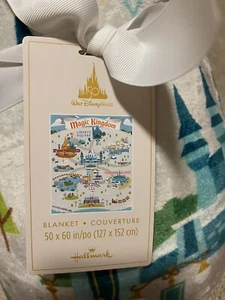 50
Walt Disney World
Magic Kingdom
BLANKET • COUVERTURE
50 x 60 in/po (127 x 152 cm)
Hallmark